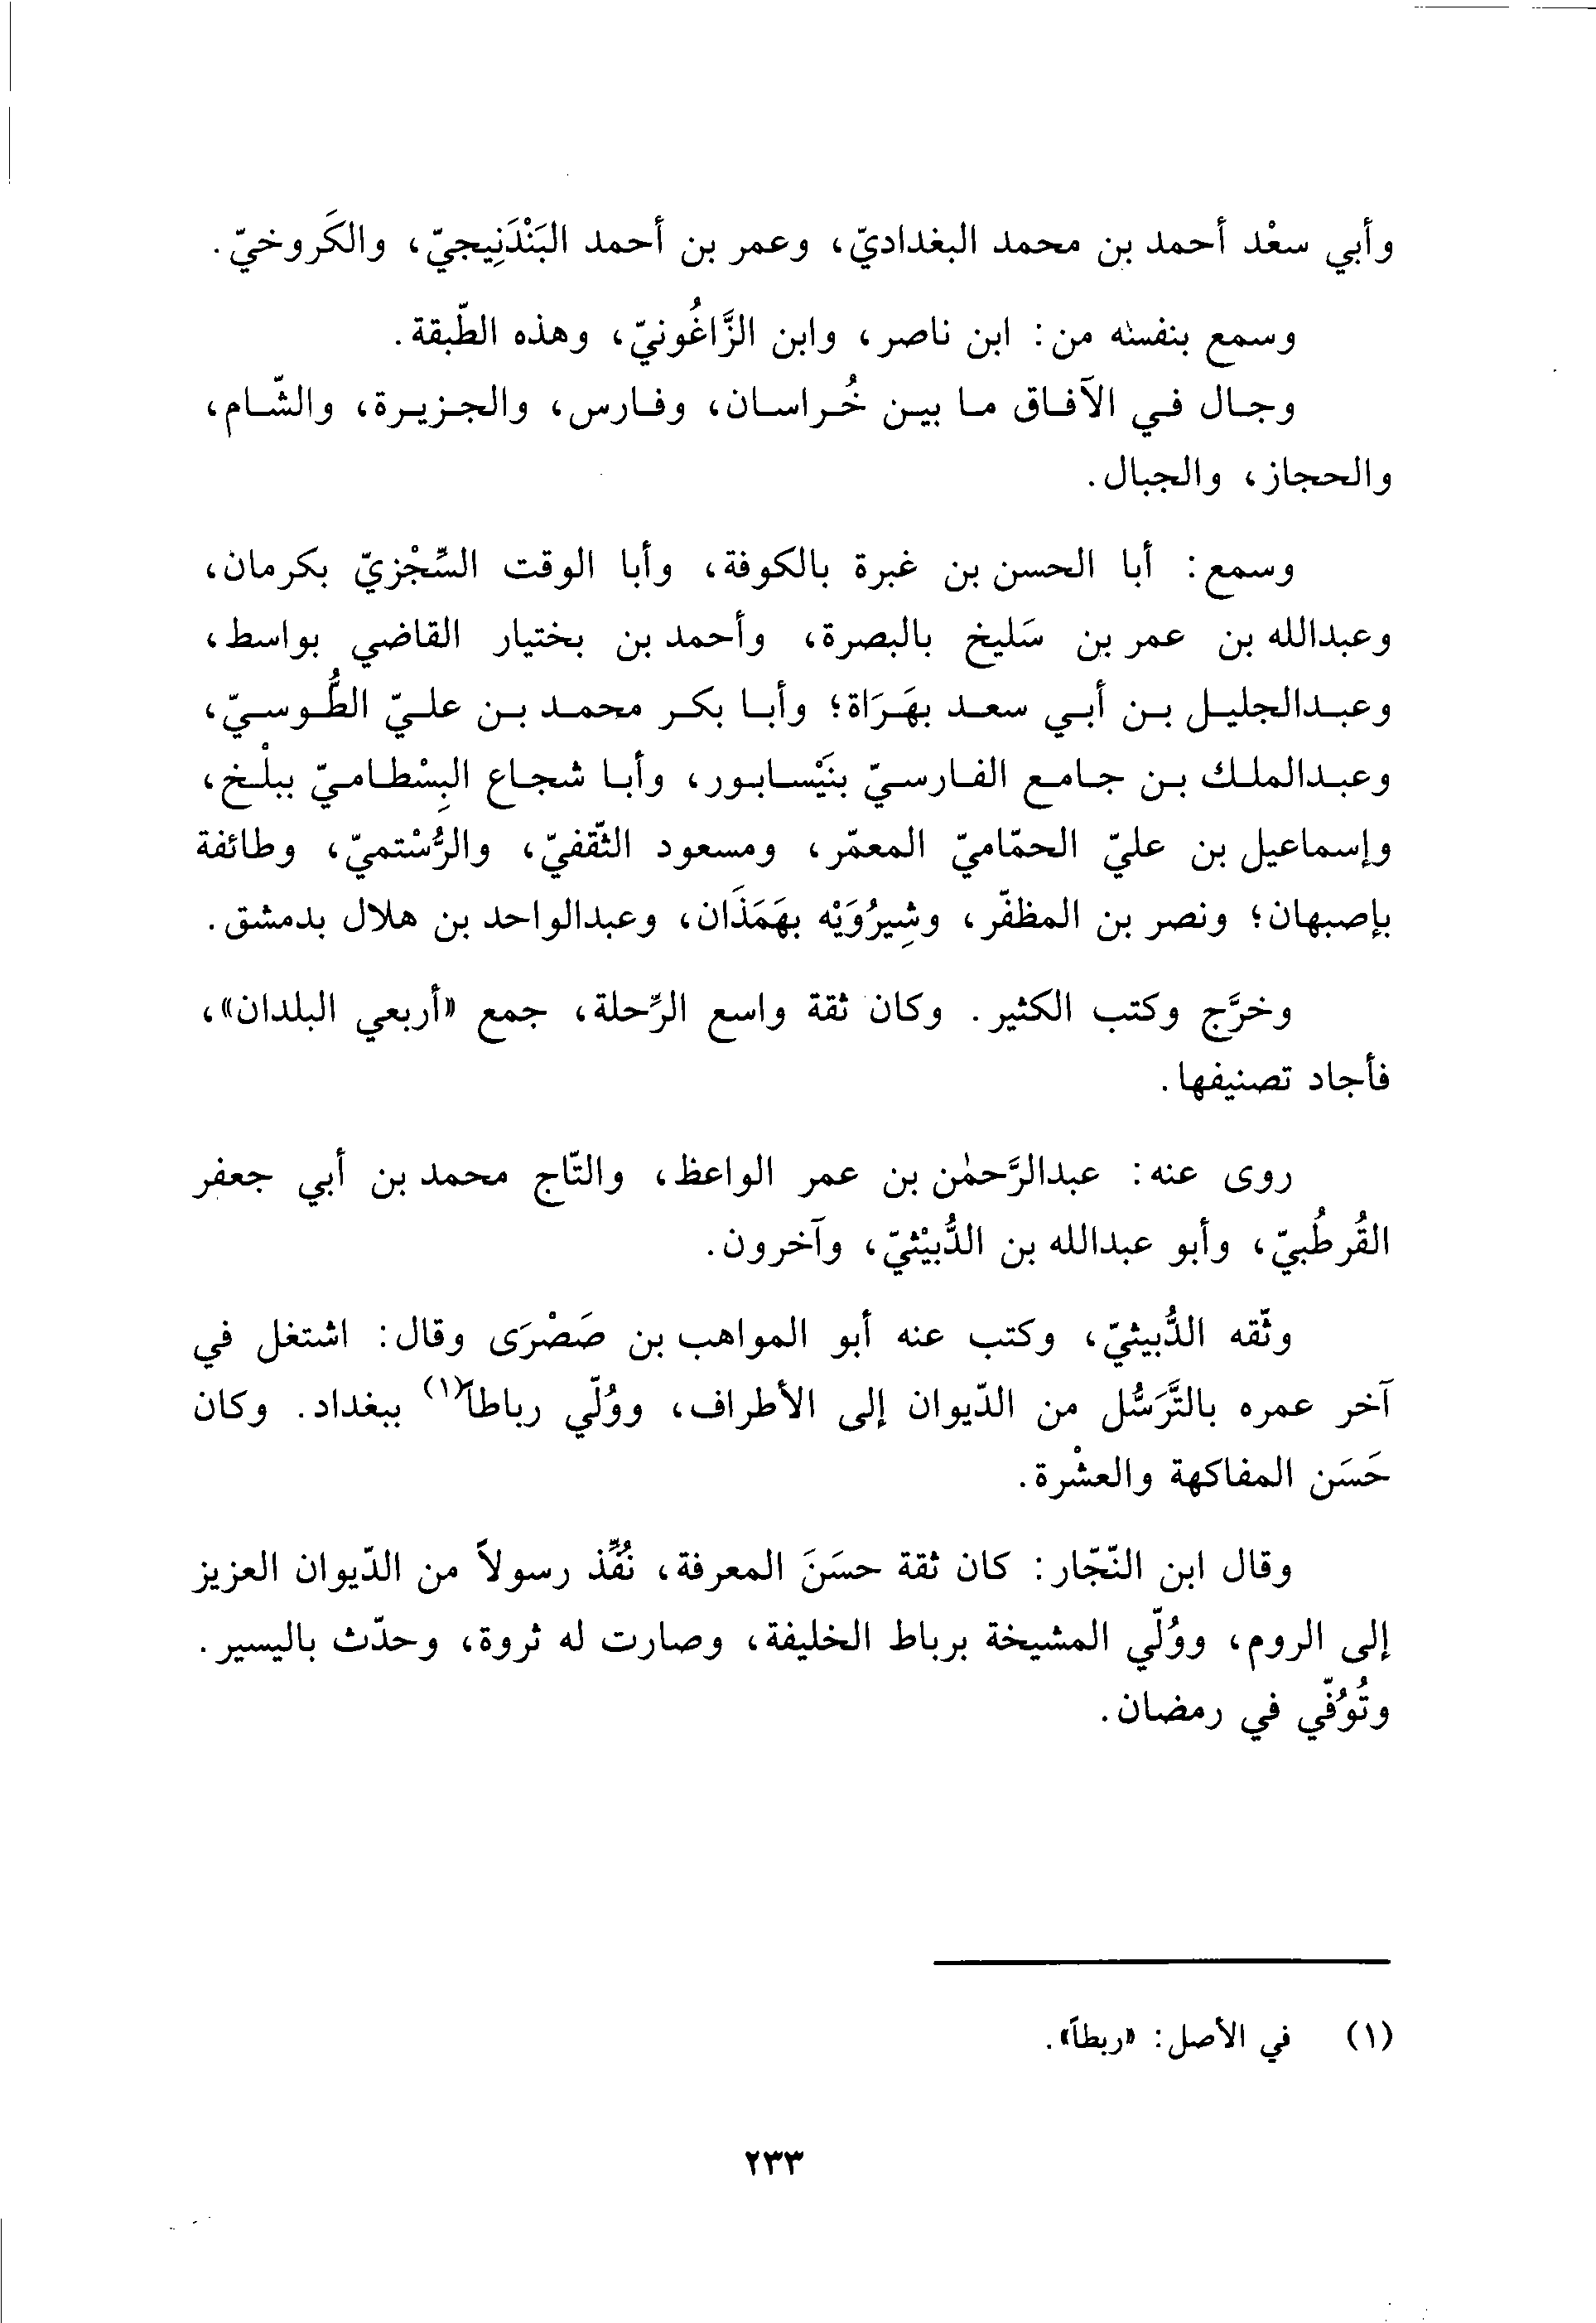 وأبي سعْد أحمد بن محمد البغداديّ، وعمر بن أحمد البَنْدَنِيجيّ، والكَروخيّ.
وسمع بنفسه من: ابن ناصر، وابن الزَّاغُونيّ، وهذه الطّبقة.
وجال في الآفاق ما بين خُراسان، وفارس، والجزيرة، والشّام،
والحجاز، والجبال.
وسمع: أبا الحسن بن غبرة بالكوفة، وأبا الوقت السِّجْزيّ بكرمان،
وعبدالله بن عمر بن سَليخ بالبصرة، وأحمد بن بختيار القاضي بواسط،
وعبدالجليل بن أبي سعد بهَرَاة؛ وأبا بكر محمد بن عليّ الطُّوسيّ،
وعبدالملك بن جامع الفارسيّ بنَيْسابور، وأبا شجاع البِسْطاميّ ببلْخ،
وإسماعيل بن عليّ الحمّاميّ المعمّر، ومسعود الثّقفيّ، والرُّسْتميّ، وطائفة
بإصبهان؛ ونصر بن المظفّر، وشِيرُوَيْه بهَمَذَان، وعبدالواحد بن هلال بدمشق.
وخرَّج وكتب الكثير. وكان ثقة واسع الرِّحلة، جمع «أربعي البلدان»،
فأجاد تصنيفها.
روى عنه: عبدالرَّحمٰن بن عمر الواعظ، والتّاج محمد بن أبي جعفر
القُرطُبيّ، وأبو عبدالله بن الدُّبيْثيّ، وآخرون.
وثّقه الدُّبيثيّ، وكتب عنه أبو المواهب بن صَصْرَى وقال: اشتغل في
آخر عمره بالتَّرَسُّل من الدّيوان إلى الأطراف، ووُلّي رباطاً(١) ببغداد. وكان
حَسَن المفاكهة والعشْرة.
وقال ابن النّجّار: كان ثقة حسَنَ المعرفة، نُفِّذ رسولاً من الدّيوان العزيز
إلى الروم، ووُلّي المشيخة برباط الخليفة، وصارت له ثروة، وحدّث باليسير.
وتُوُفّي في رمضان.
(١) في الأصل: «ربطاً».
٢٣٣